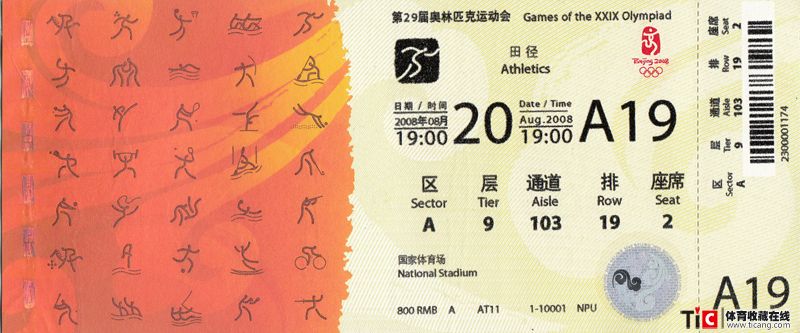 第29届奥林匹克运动会 Games of the XXIX Olympiad
田径
Athletics
Beijing 2008
日期 / 时间
2008年08月
19:00
20
Date / Time
Aug.2008
19:00
A19
区 层 通道 排 座席
Sector Tier Aisle Row Seat
A 9 103 19 2
国家体育场
National Stadium
800 RMB A AT11 1-10001 NPU
座席 Seat 2
排 Row 19
通道 Aisle 103
层 Tier 9
区 Sector A
2300001174
A19
TiC 体育收藏在线
www.ticang.com